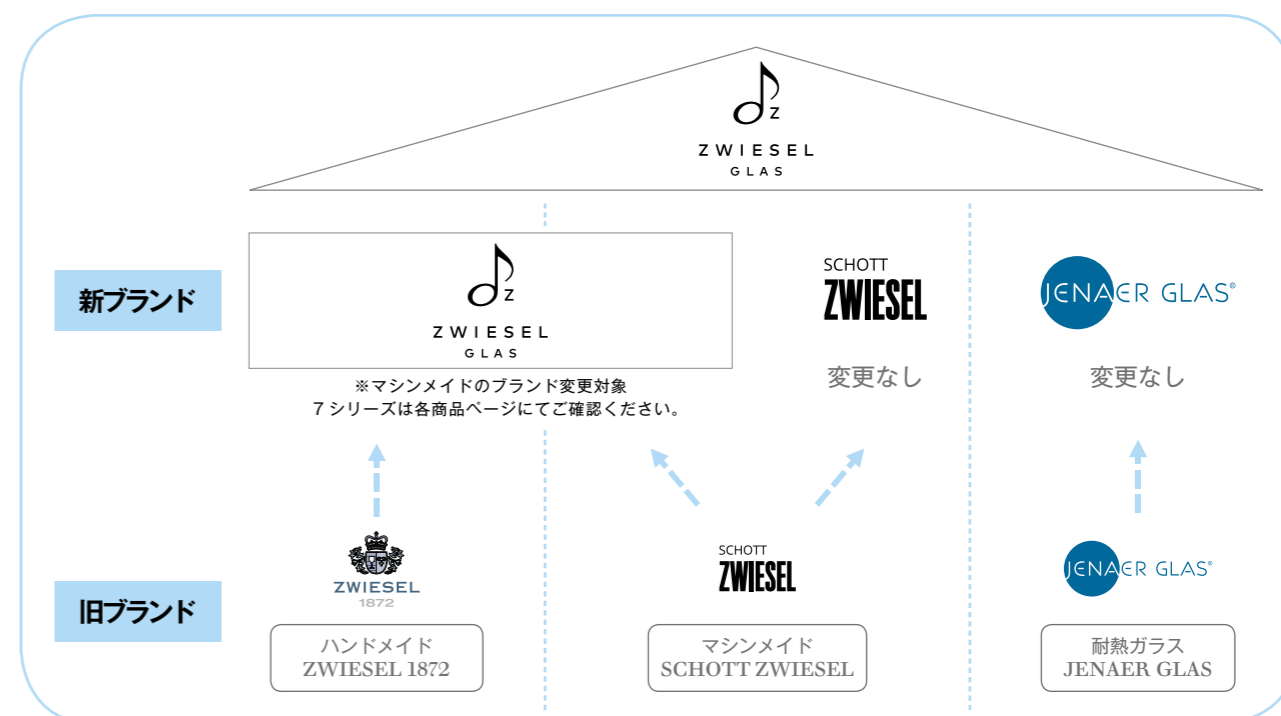 Z
ZWIESEL
GLAS
新ブランド
Z
ZWIESEL
GLAS
※マシンメイドのブランド変更対象
7シリーズは各商品ページにてご確認ください。
SCHOTT
ZWIESEL
変更なし
JENAER GLAS®
変更なし
旧ブランド
ZWIESEL
1872
ハンドメイド
ZWIESEL 1872
SCHOTT
ZWIESEL
マシンメイド
SCHOTT ZWIESEL
JENAER GLAS®
耐熱ガラス
JENAER GLAS